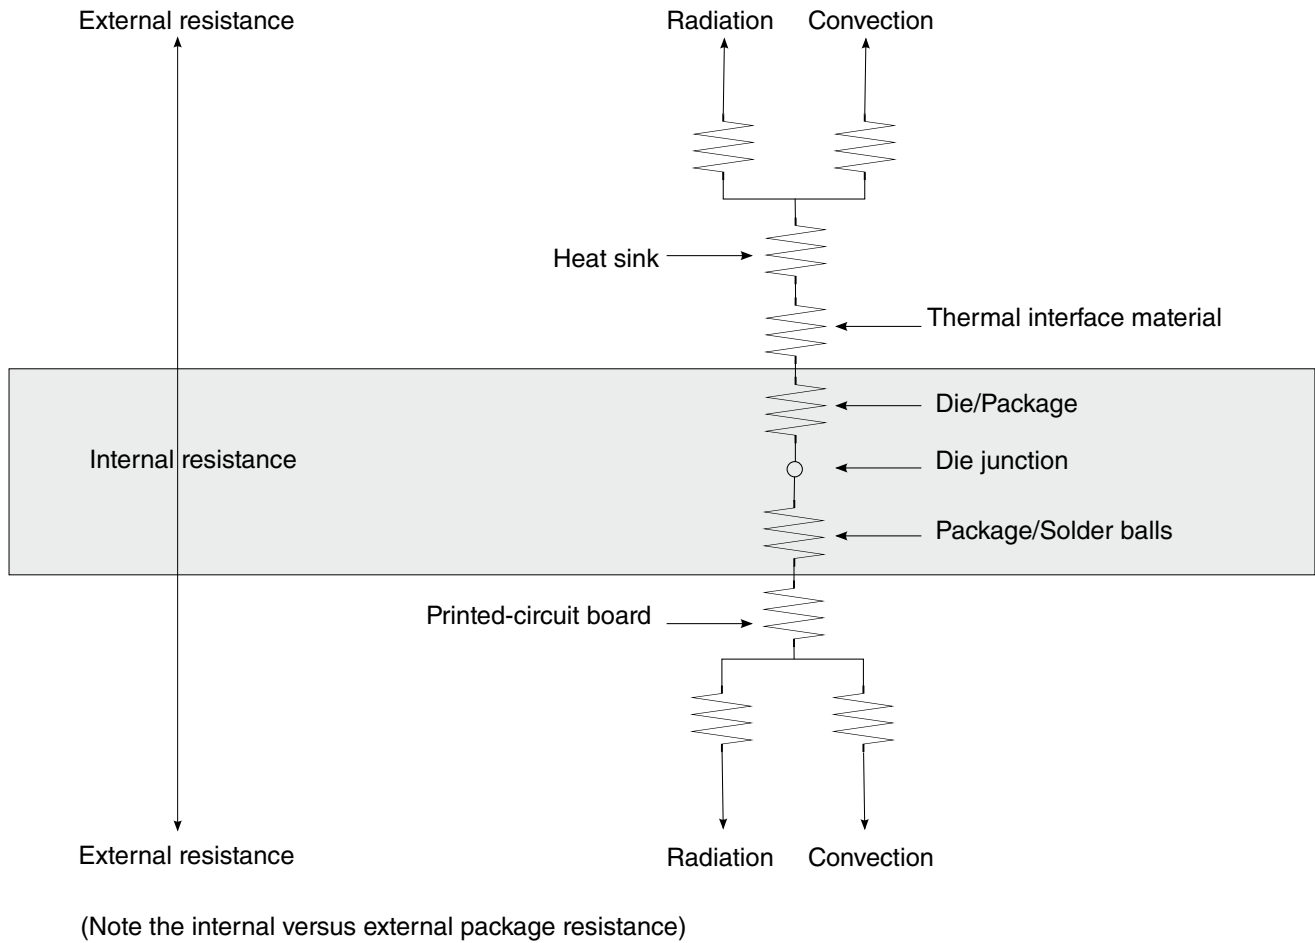 External resistance
Radiation
Convection
Heat sink
Thermal interface material
Die/Package
Internal resistance
Die junction
Package/Solder balls
Printed-circuit board
External resistance
Radiation
Convection
(Note the internal versus external package resistance)